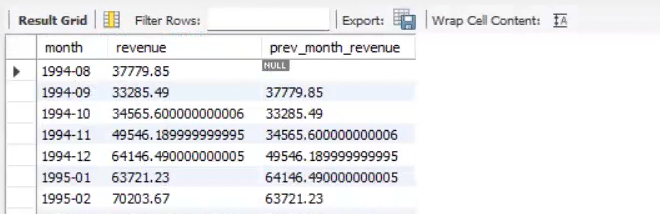 Result Grid Filter Rows: Export: Wrap Cell Content: IA
month revenue prev_month_revenue
1994-08 37779.85 NULL
1994-09 33285.49 37779.85
1994-10 34565.600000000006 33285.49
1994-11 49546.189999999995 34565.600000000006
1994-12 64146.490000000005 49546.189999999995
1995-01 63721.23 64146.490000000005
1995-02 70203.67 63721.23